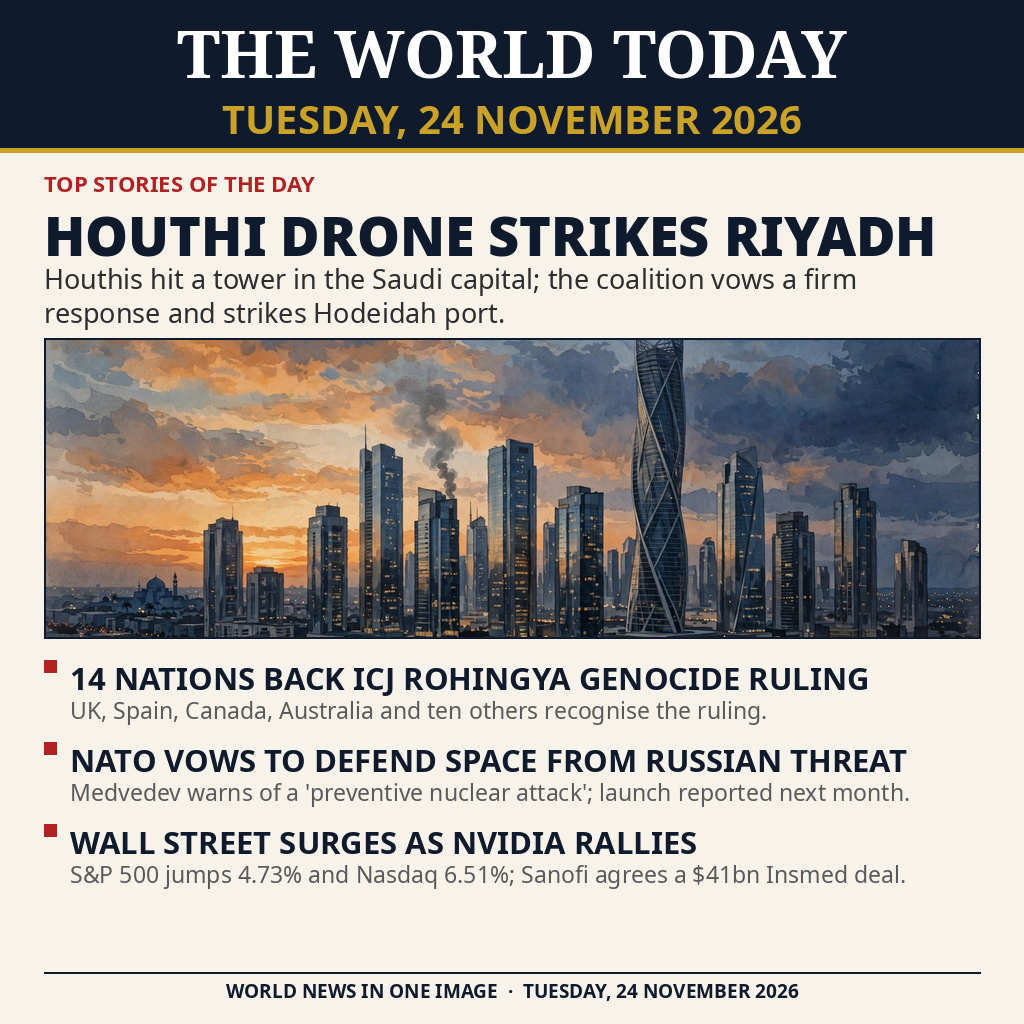 THE WORLD TODAY
TUESDAY, 24 NOVEMBER 2026
TOP STORIES OF THE DAY
HOUTHI DRONE STRIKES RIYADH
Houthis hit a tower in the Saudi capital; the coalition vows a firm
response and strikes Hodeidah port.
14 NATIONS BACK ICJ ROHINGYA GENOCIDE RULING
UK, Spain, Canada, Australia and ten others recognise the ruling.
NATO VOWS TO DEFEND SPACE FROM RUSSIAN THREAT
Medvedev warns of a 'preventive nuclear attack'; launch reported next month.
WALL STREET SURGES AS NVIDIA RALLIES
S&P 500 jumps 4.73% and Nasdaq 6.51%; Sanofi agrees a $41bn Insmed deal.
WORLD NEWS IN ONE IMAGE · TUESDAY, 24 NOVEMBER 2026